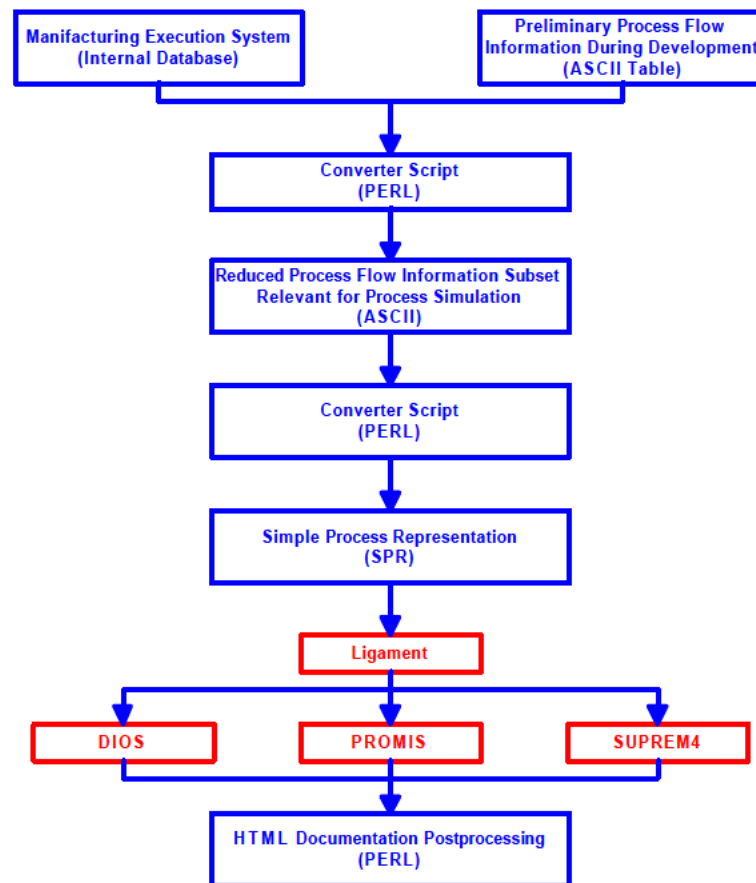 Manifacturing Execution System
(Internal Database)
Preliminary Process Flow
Information During Development
(ASCII Table)
Converter Script
(PERL)
Reduced Process Flow Information Subset
Relevant for Process Simulation
(ASCII)
Converter Script
(PERL)
Simple Process Representation
(SPR)
Ligament
DIOS
PROMIS
SUPREM4
HTML Documentation Postprocessing
(PERL)